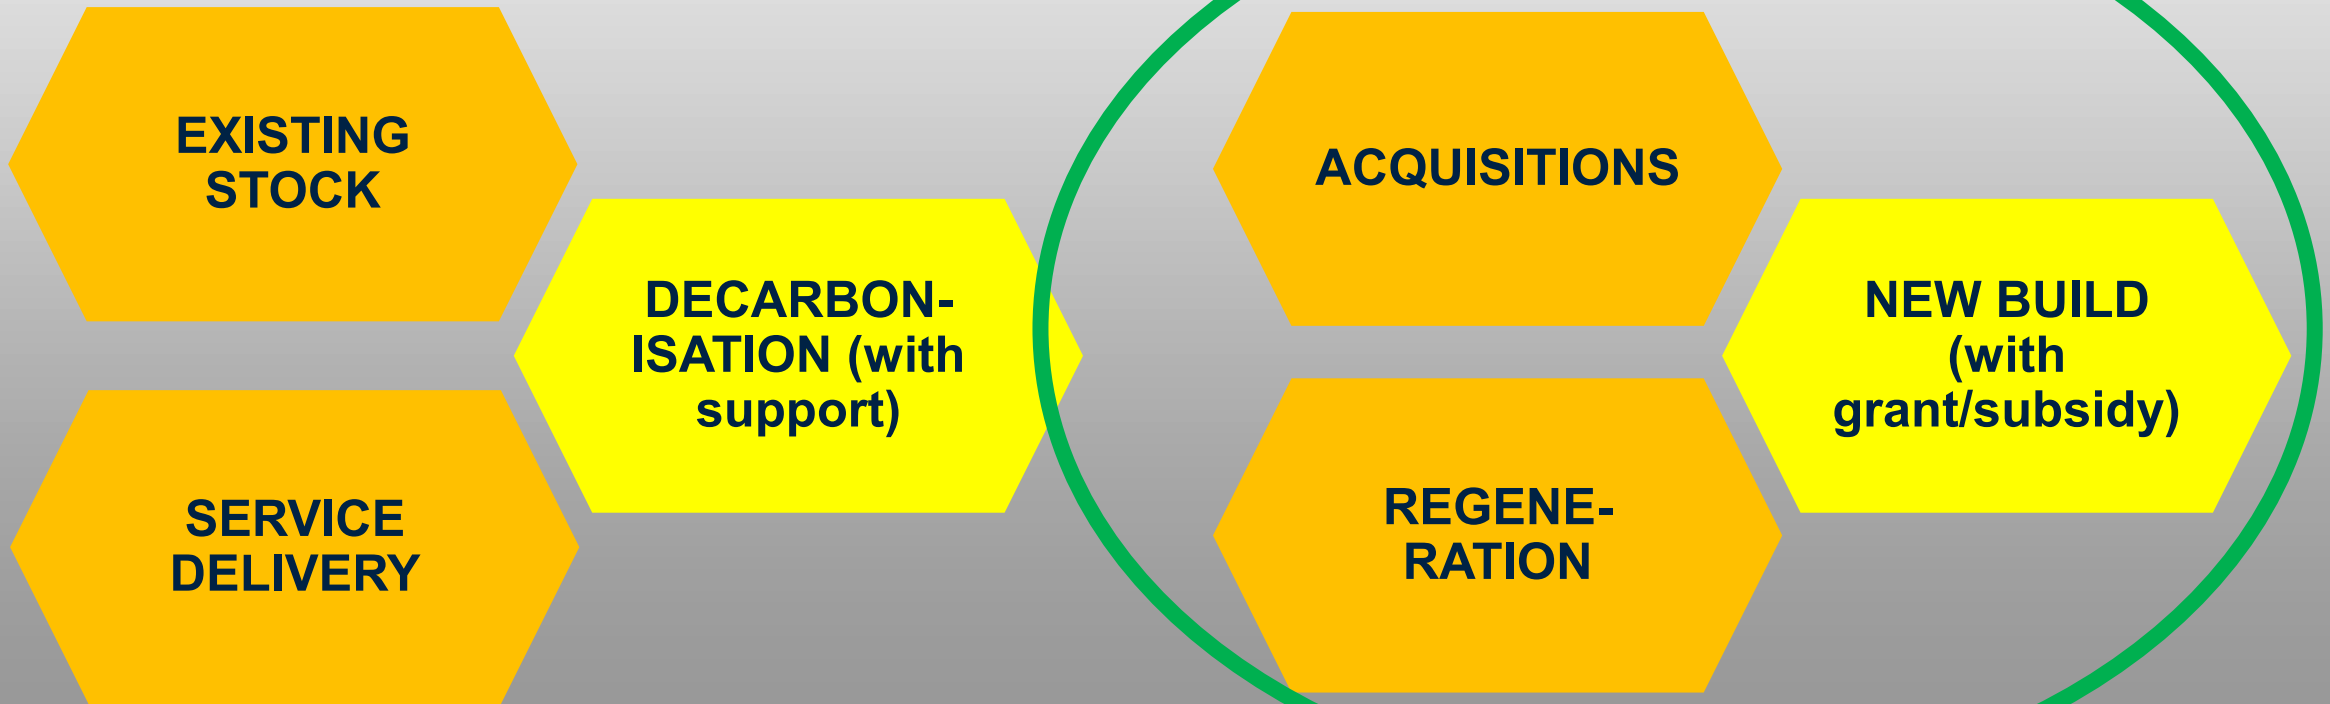 EXISTING
STOCK
SERVICE
DELIVERY
DECARBON-
ISATION (with
support)
ACQUISITIONS
REGENE-
RATION
NEW BUILD
(with
grant/subsidy)